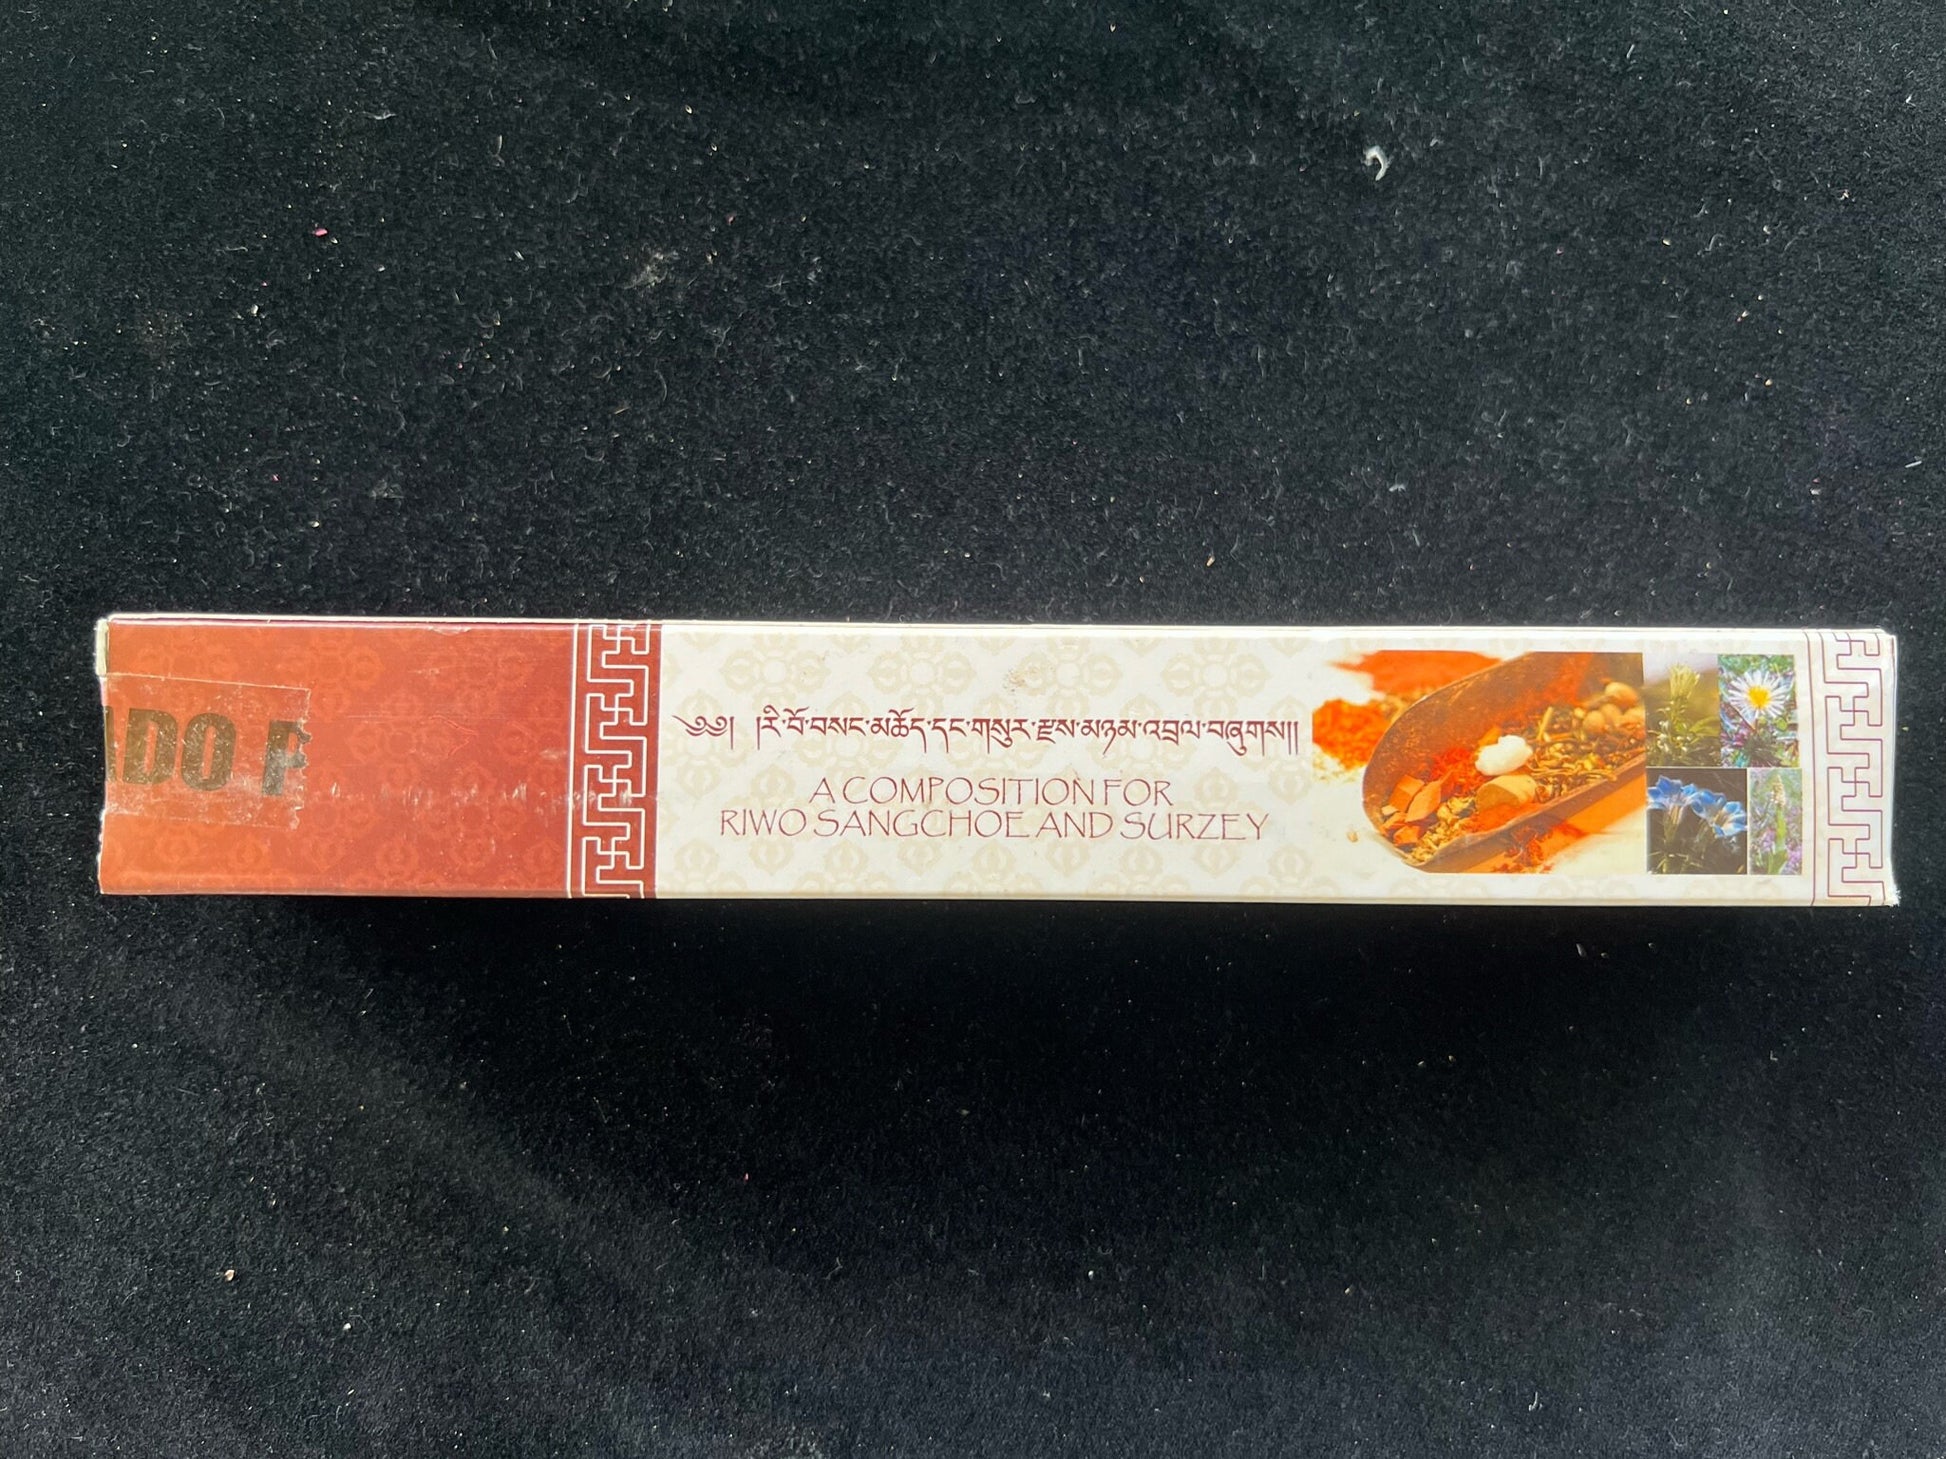 ADO P
༄༅། །རི་བོ་བསང་མཆོད་དང་གསུར་རྫས་མཉམ་འབྲེལ་བཞུགས།།
A COMPOSITION FOR
RIWO SANGCHOE AND SURZEY